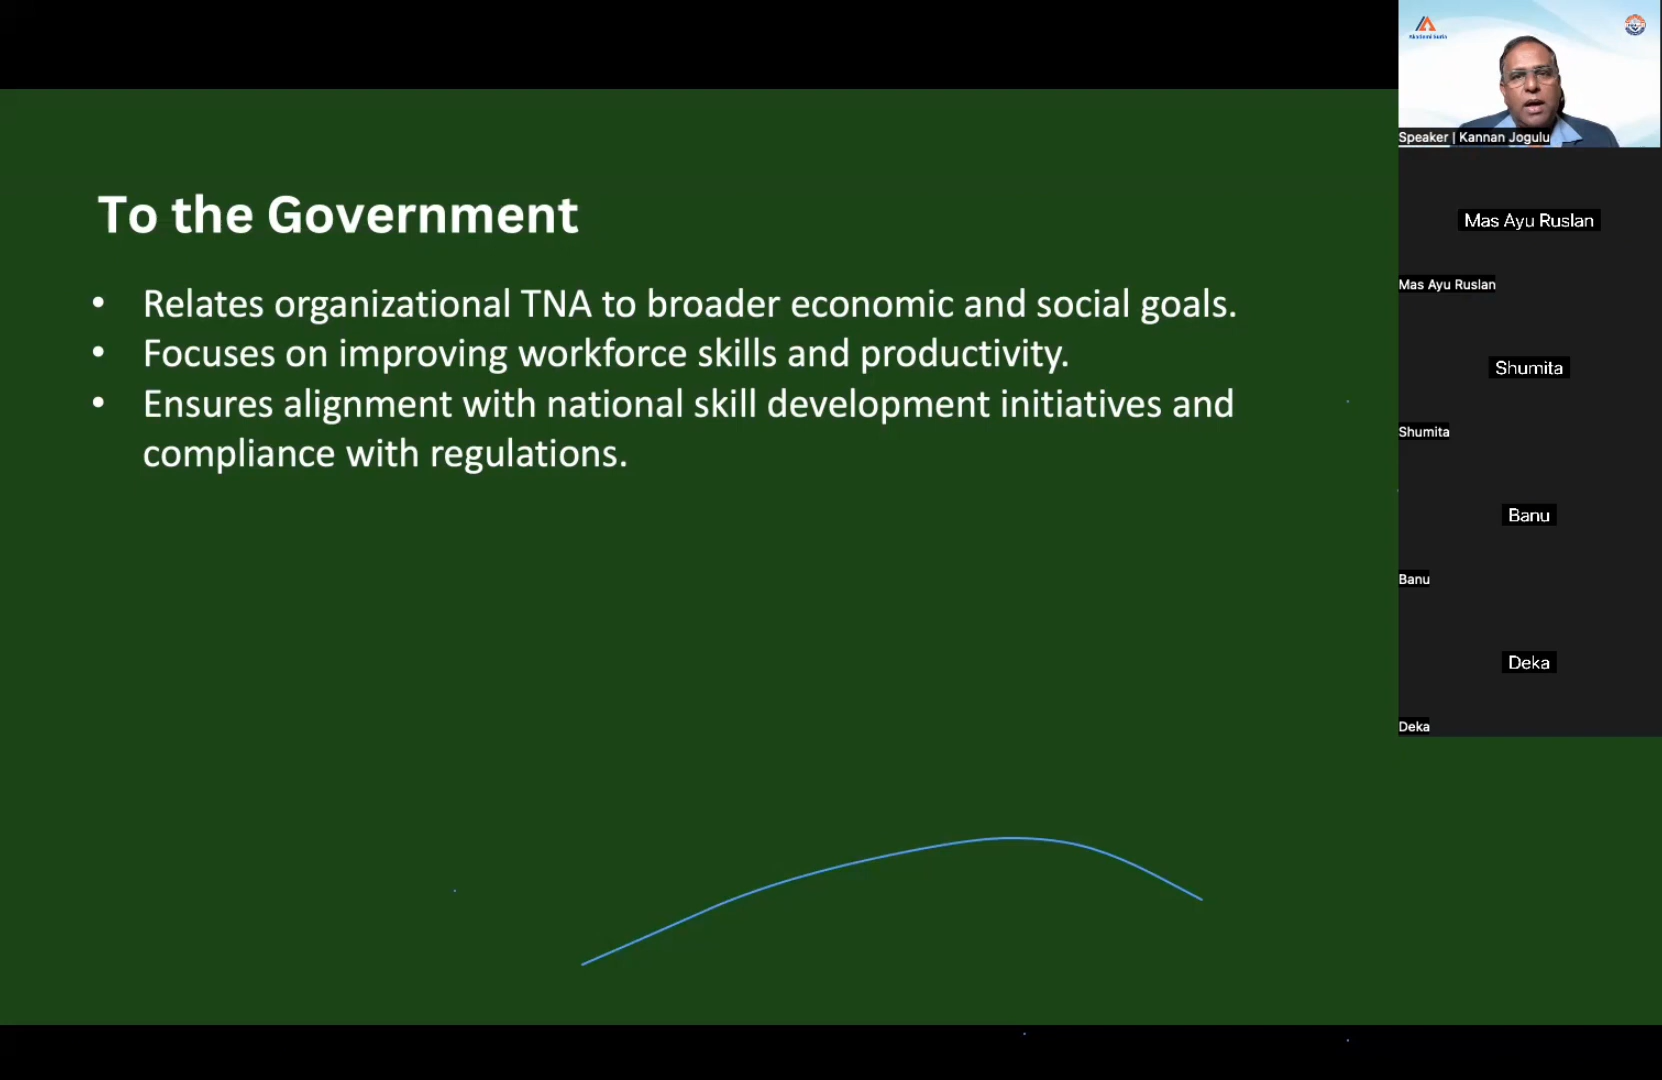 To the Government
• Relates organizational TNA to broader economic and social goals.
• Focuses on improving workforce skills and productivity.
• Ensures alignment with national skill development initiatives and
compliance with regulations.
Speaker | Kannan Jogulu
Mas Ayu Ruslan
Mas Ayu Ruslan
Shumita
Shumita
Banu
Banu
Deka
Deka